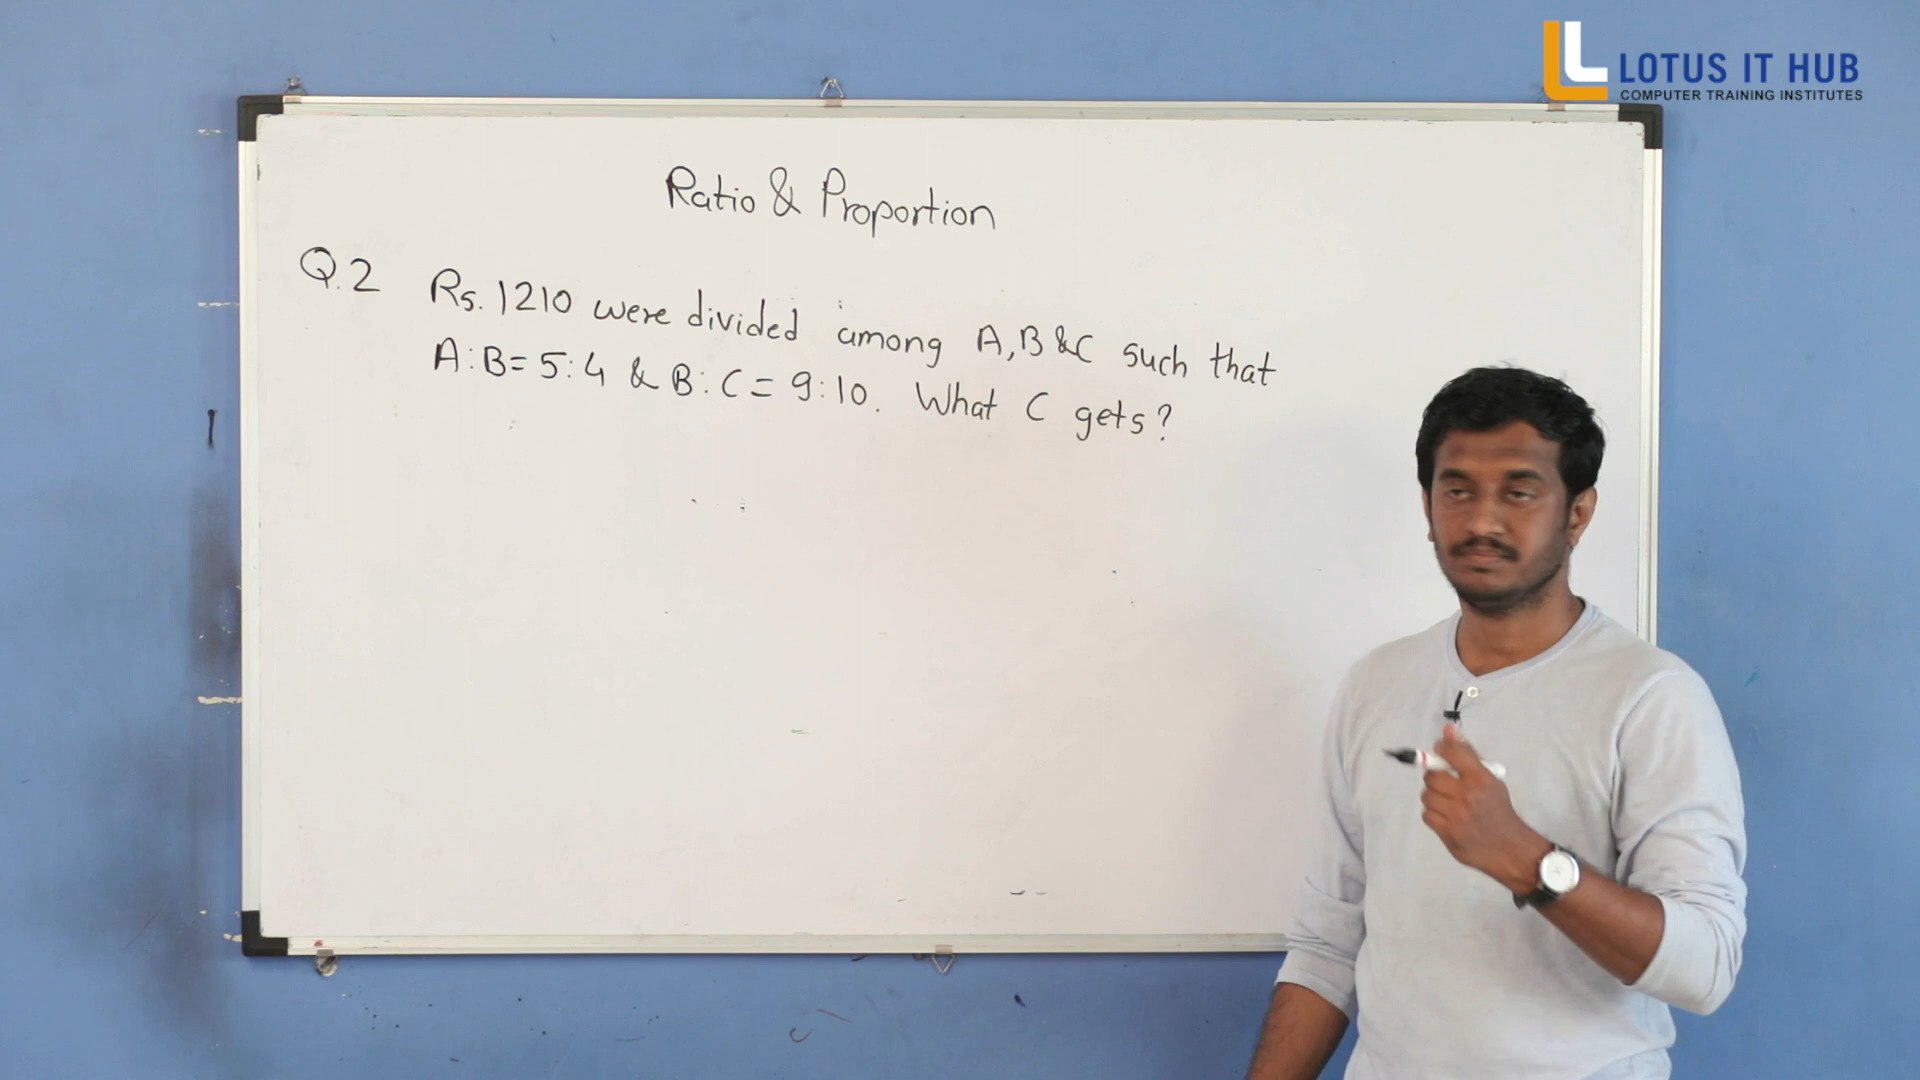 LOTUS IT HUB
COMPUTER TRAINING INSTITUTES
Ratio & Proportion
Q.2 Rs. 1210 were divided among A, B & C such that
A:B = 5:4 & B:C = 9:10. What C gets?